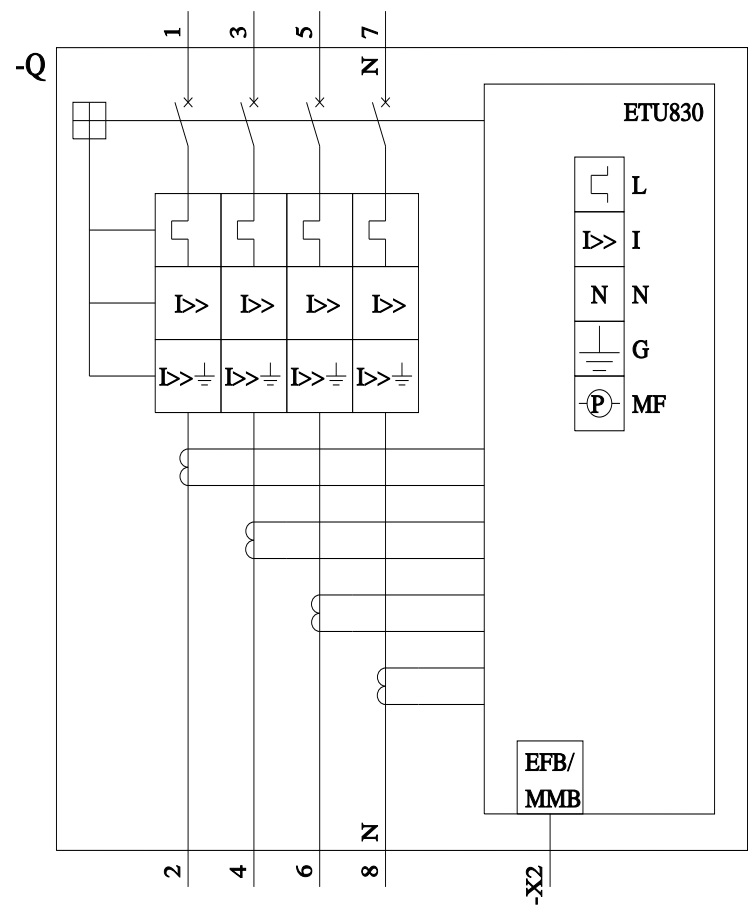 1 3 5 7
-Q
N
ETU830
L
I>> I
N N
G
P MF
I>> I>> I>> I>>
I>> I>> I>> I>>
EFB/
MMB
N
2 4 6 8
-X2